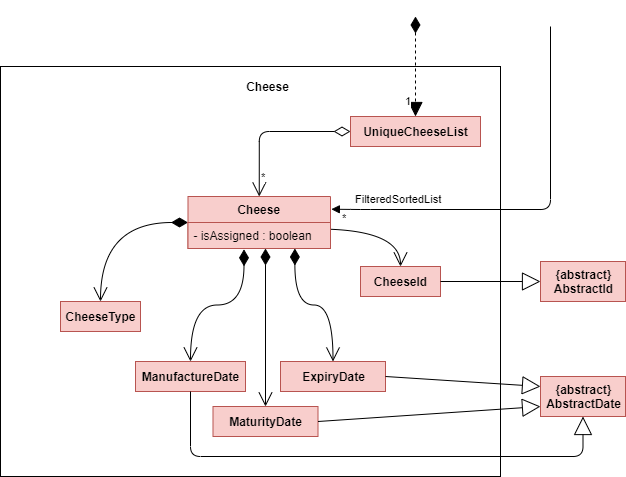 Cheese
1
UniqueCheeseList
*
FilteredSortedList
*
Cheese
- isAssigned : boolean
CheeseId
{abstract}
AbstractId
CheeseType
ManufactureDate
ExpiryDate
MaturityDate
{abstract}
AbstractDate